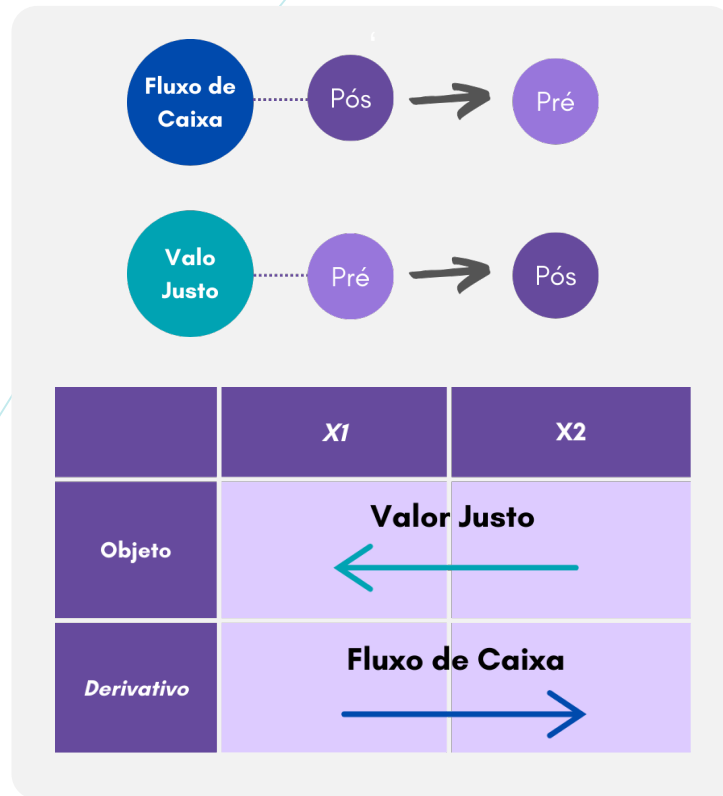 Fluxo de
Caixa
Pós
Pré
Valo
Justo
Pré
Pós
X1
X2
Objeto
Valor Justo
Derivativo
Fluxo de Caixa